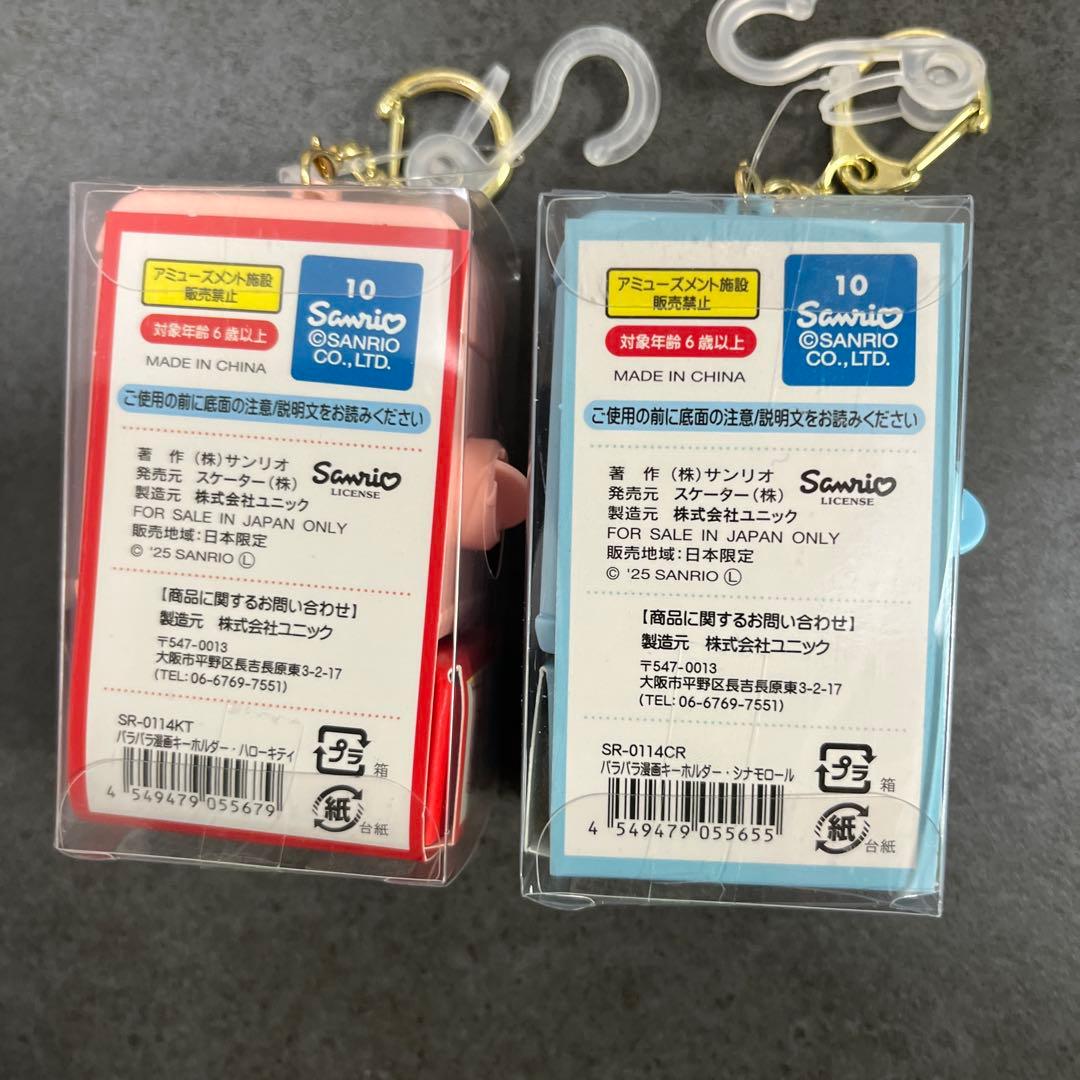 アミューズメント施設
販売禁止
対象年齢6歳以上
MADE IN CHINA
10
Sanrio
©SANRIO
CO.,LTD.
ご使用の前に底面の注意/説明文をお読みください
著 作 (株)サンリオ
発売元 スケーター(株)
製造元 株式会社ユニック
FOR SALE IN JAPAN ONLY
販売地域:日本限定
© '25 SANRIO Ⓛ
Sanrio
LICENSE
【商品に関するお問い合わせ】
製造元 株式会社ユニック
〒547-0013
大阪市平野区長吉長原東3-2-17
(TEL:06-6769-7551)
SR-0114KT
パラパラ漫画キーホルダー・ハローキティ
4 549479 055679
プラ 箱
紙 台紙
アミューズメント施設
販売禁止
対象年齢6歳以上
MADE IN CHINA
10
Sanrio
©SANRIO
CO.,LTD.
ご使用の前に底面の注意/説明文をお読みください
著 作 (株)サンリオ
発売元 スケーター(株)
製造元 株式会社ユニック
FOR SALE IN JAPAN ONLY
販売地域:日本限定
© '25 SANRIO Ⓛ
Sanrio
LICENSE
【商品に関するお問い合わせ】
製造元 株式会社ユニック
〒547-0013
大阪市平野区長吉長原東3-2-17
(TEL:06-6769-7551)
SR-0114CR
パラパラ漫画キーホルダー・シナモロール
4 549479 055655
プラ 箱
紙 台紙